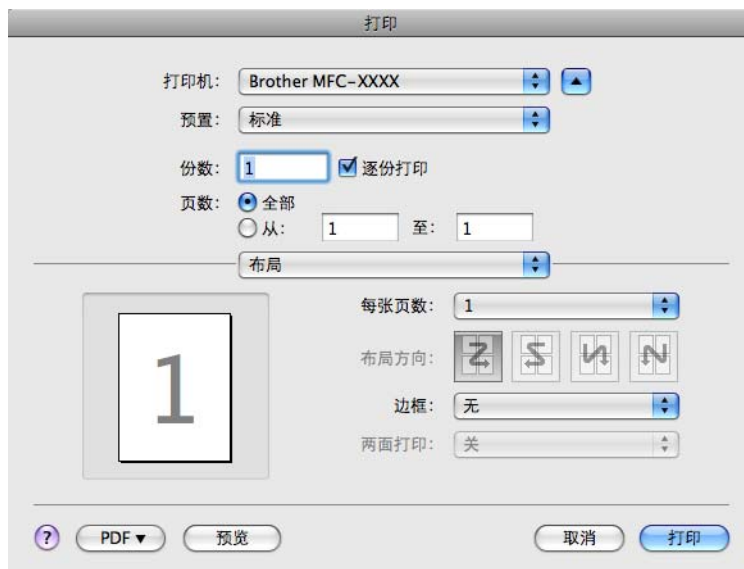 打印
打印机: Brother MFC-XXXX
预置: 标准
份数: 1 逐份打印
页数: 全部
从: 1 至: 1
布局
每张页数: 1
布局方向:
边框: 无
两面打印: 关
1
? PDF▼ 预览 取消 打印